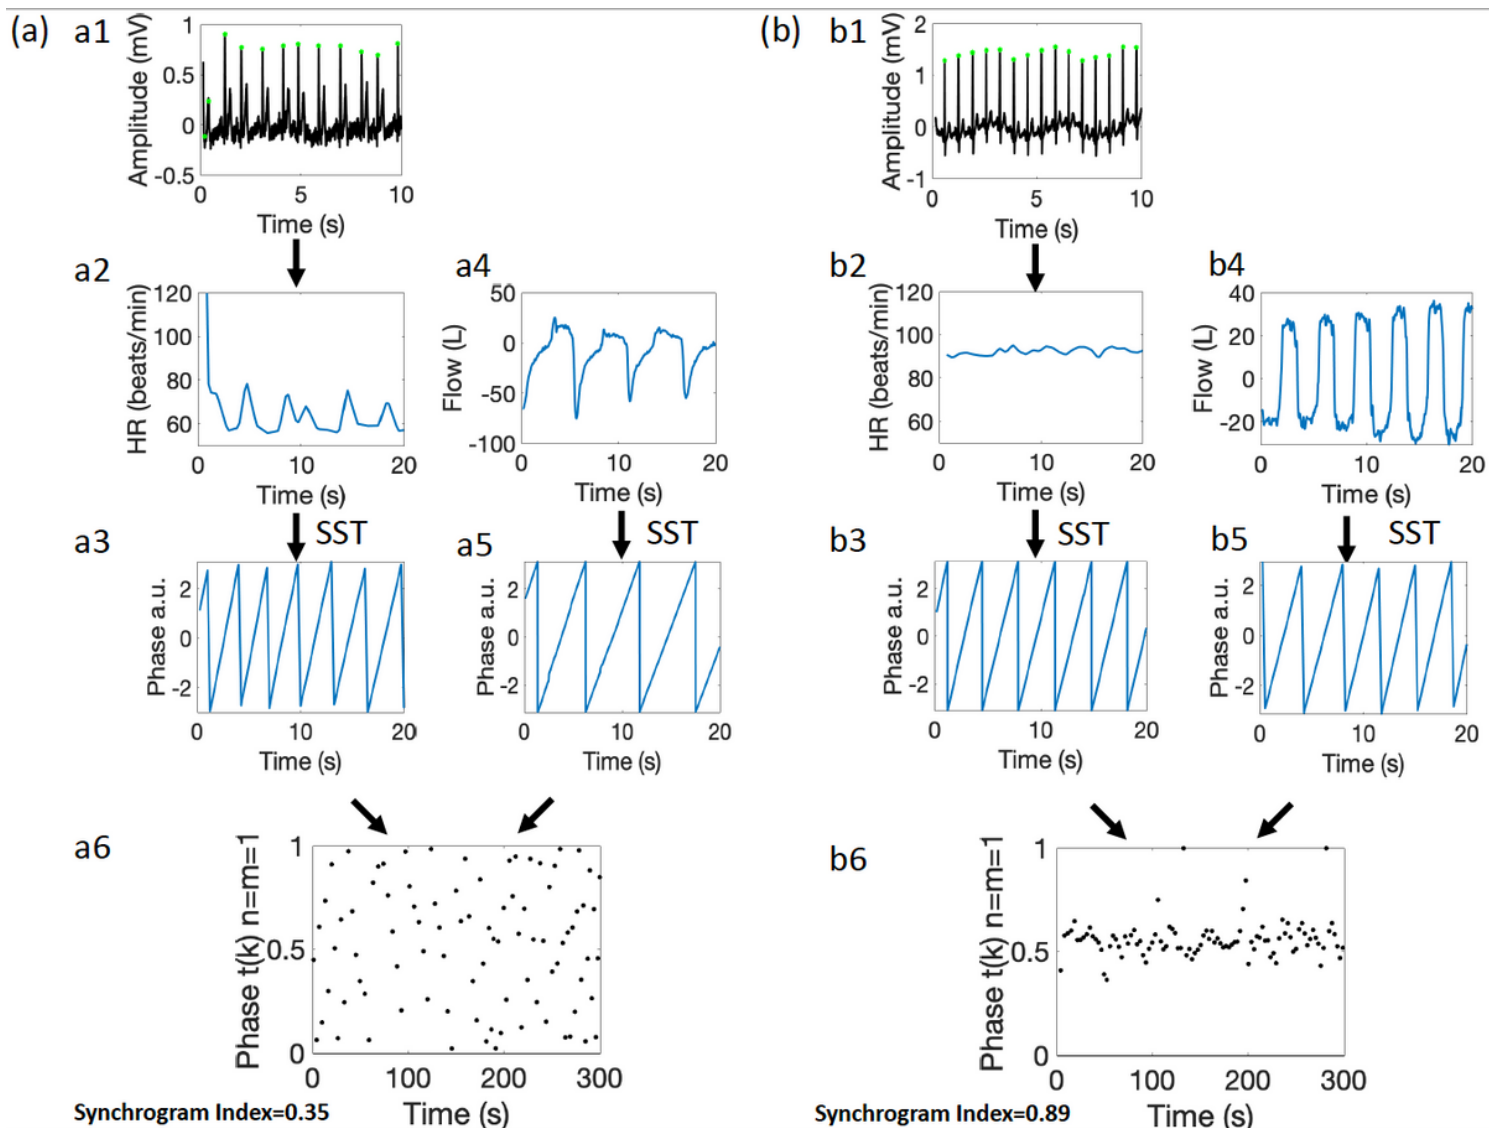 (a) a1
Amplitude (mV)
1
0.5
0
-0.5
0 5 10
Time (s)
(b) b1
Amplitude (mV)
2
1
0
-1
0 5 10
Time (s)
a2
HR (beats/min)
120
100
80
60
0 10 20
Time (s)
a4
Flow (L)
50
0
-50
-100
0 10 20
Time (s)
b2
HR (beats/min)
120
100
80
60
0 10 20
Time (s)
b4
Flow (L)
40
20
0
-20
0 10 20
Time (s)
SST
SST
SST
SST
a3
Phase a.u.
2
0
-2
0 10 20
Time (s)
a5
Phase a.u.
2
0
-2
0 10 20
Time (s)
b3
Phase a.u.
2
0
-2
0 10 20
Time (s)
b5
Phase a.u.
2
0
-2
0 10 20
Time (s)
a6
Phase t(k) n=m=1
1
0.5
0
0 100 200 300
Time (s)
Synchrogram Index=0.35
b6
Phase t(k) n=m=1
1
0.5
0
0 100 200 300
Time (s)
Synchrogram Index=0.89